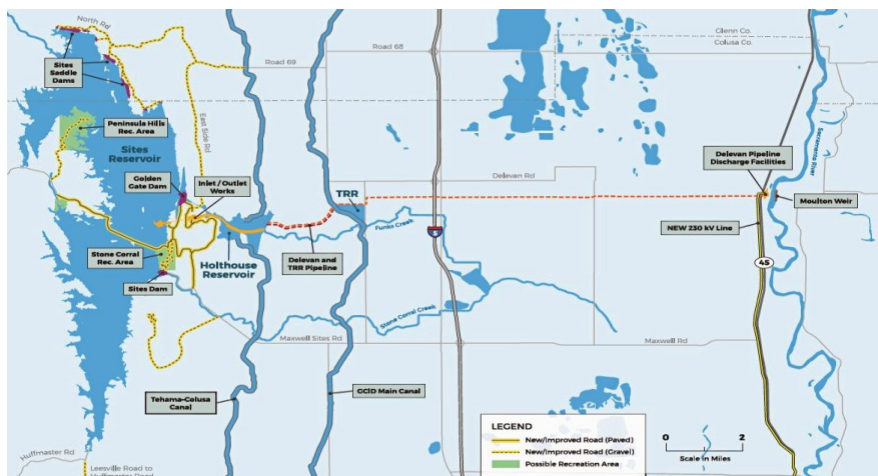 North Rd
Glenn Co.
Colusa Co.
Road 68
Road 69
Sites
Saddle
Dams
East Side Rd
Peninsula Hills
Rec. Area
Sites
Reservoir
Golden
Gate Dam
Inlet / Outlet
Works
TRR
Delevan Rd
Delevan Pipeline
Discharge Facilities
Sacramento
River
Moulton Weir
NEW 230 kV Line
Stone Corral
Rec. Area
Holthouse
Reservoir
Delevan and
TRR Pipeline
Funks Creek
5
45
Sites Dam
Stone Corral Creek
Maxwell Sites Rd
Maxwell Rd
Tehama-Colusa
Canal
GCID Main Canal
Huffmaster Rd
Leesville Road to
LEGEND
New/Improved Road (Paved)
New/Improved Road (Gravel)
Possible Recreation Area
0 2
Scale in Miles